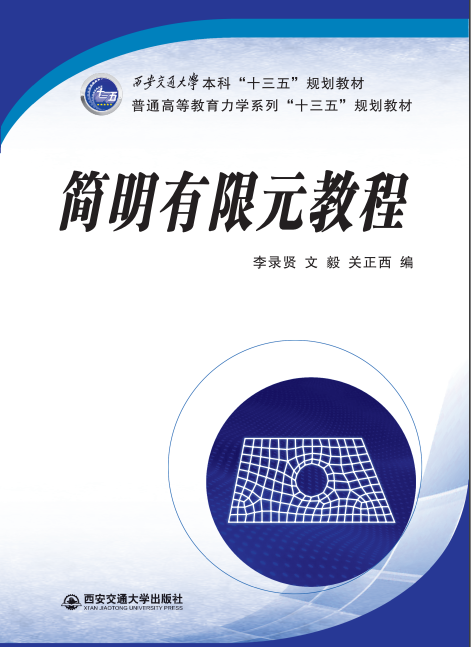 十三五
西安交通大学本科“十三五”规划教材
普通高等教育力学系列“十三五”规划教材
简明有限元教程
李录贤 文 毅 关正西 编
西安交通大学出版社
XI'AN JIAOTONG UNIVERSITY PRESS